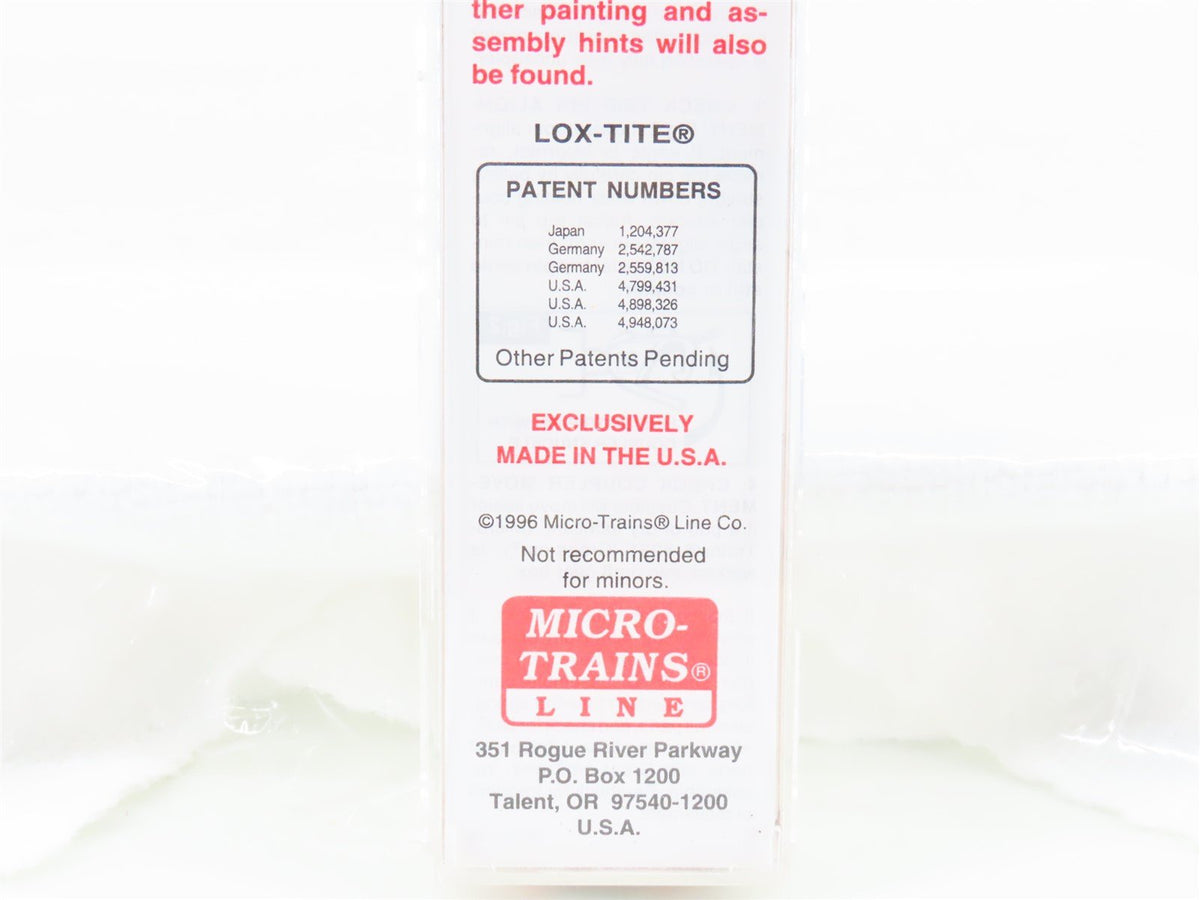 ther painting and as-
sembly hints will also
be found.
LOX-TITE®
PATENT NUMBERS
Japan 1,204,377
Germany 2,542,787
Germany 2,559,813
U.S.A. 4,799,431
U.S.A. 4,898,326
U.S.A. 4,948,073
Other Patents Pending
EXCLUSIVELY
MADE IN THE U.S.A.
©1996 Micro-Trains® Line Co.
Not recommended
for minors.
MICRO-
TRAINS®
LINE
351 Rogue River Parkway
P.O. Box 1200
Talent, OR 97540-1200
U.S.A.